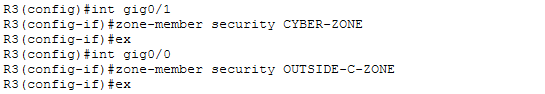 R3(config)#int gig0/1
R3(config-if)#zone-member security CYBER-ZONE
R3(config-if)#ex
R3(config)#int gig0/0
R3(config-if)#zone-member security OUTSIDE-C-ZONE
R3(config-if)#ex